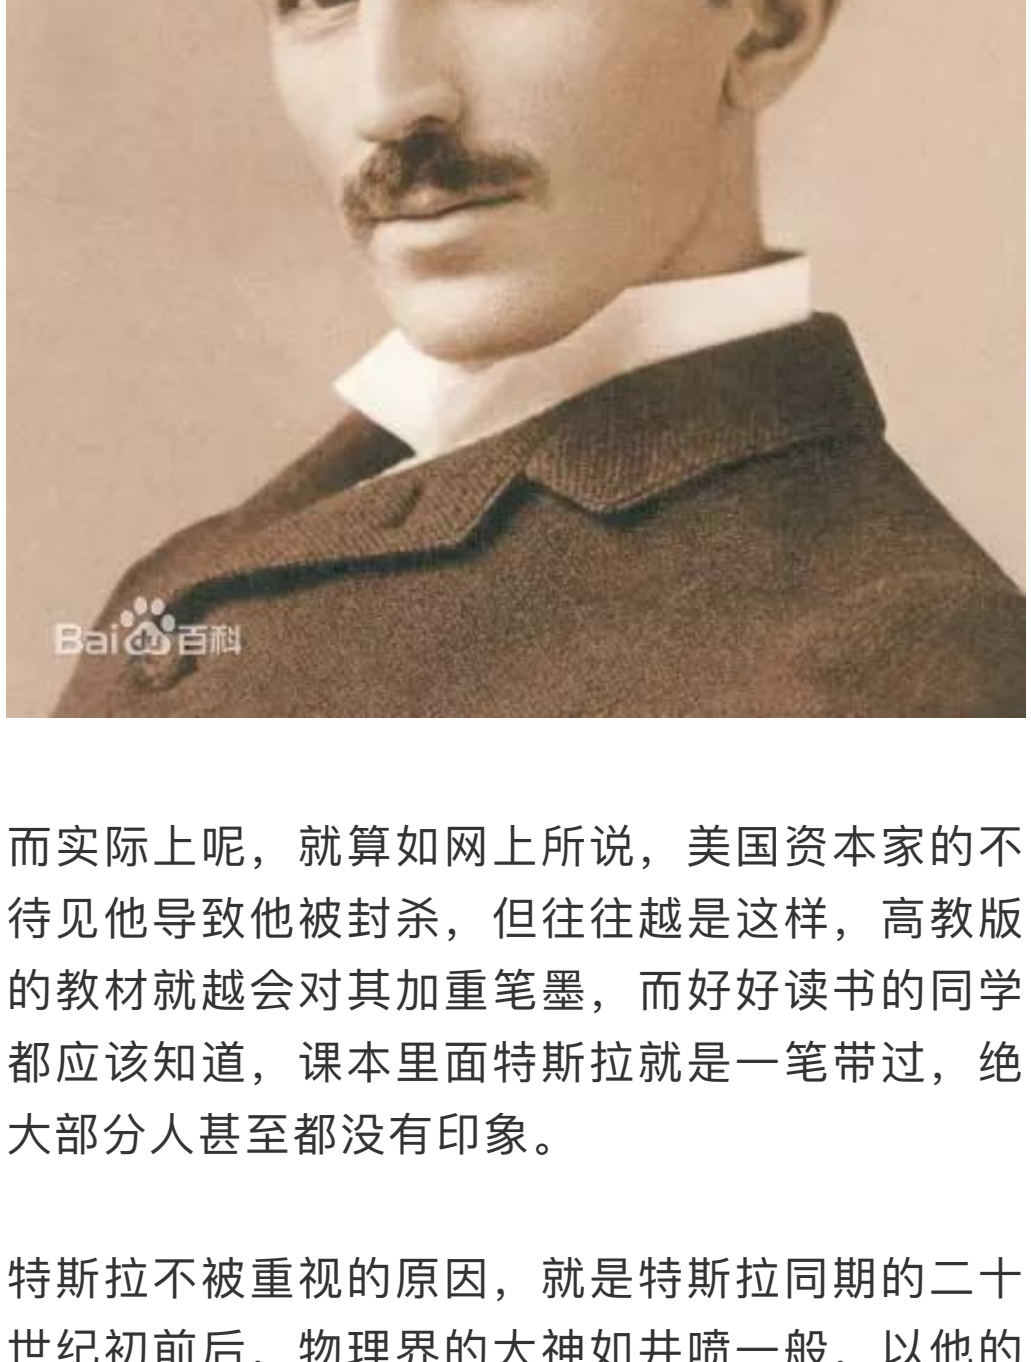 Bai du 百科
而实际上呢，就算如网上所说，美国资本家的不
待见他导致他被封杀，但往往越是这样，高教版
的教材就越会对其加重笔墨，而好好读书的同学
都应该知道，课本里面特斯拉就是一笔带过，绝
大部分人甚至都没有印象。
特斯拉不被重视的原因，就是特斯拉同期的二十
世纪初前后，物理界的大神如井喷一般，以他的